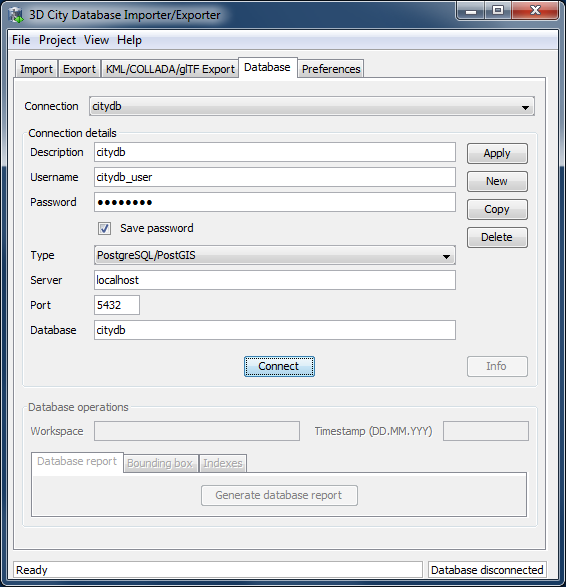 3D City Database Importer/Exporter
File Project View Help
Import Export KML/COLLADA/glTF Export Database Preferences
Connection citydb
Connection details
Description citydb Apply
Username citydb_user New
Password •••••••• Copy
Save password Delete
Type PostgreSQL/PostGIS
Server localhost
Port 5432
Database citydb
Connect Info
Database operations
Workspace Timestamp (DD.MM.YYY)
Database report Bounding box Indexes
Generate database report
Ready Database disconnected